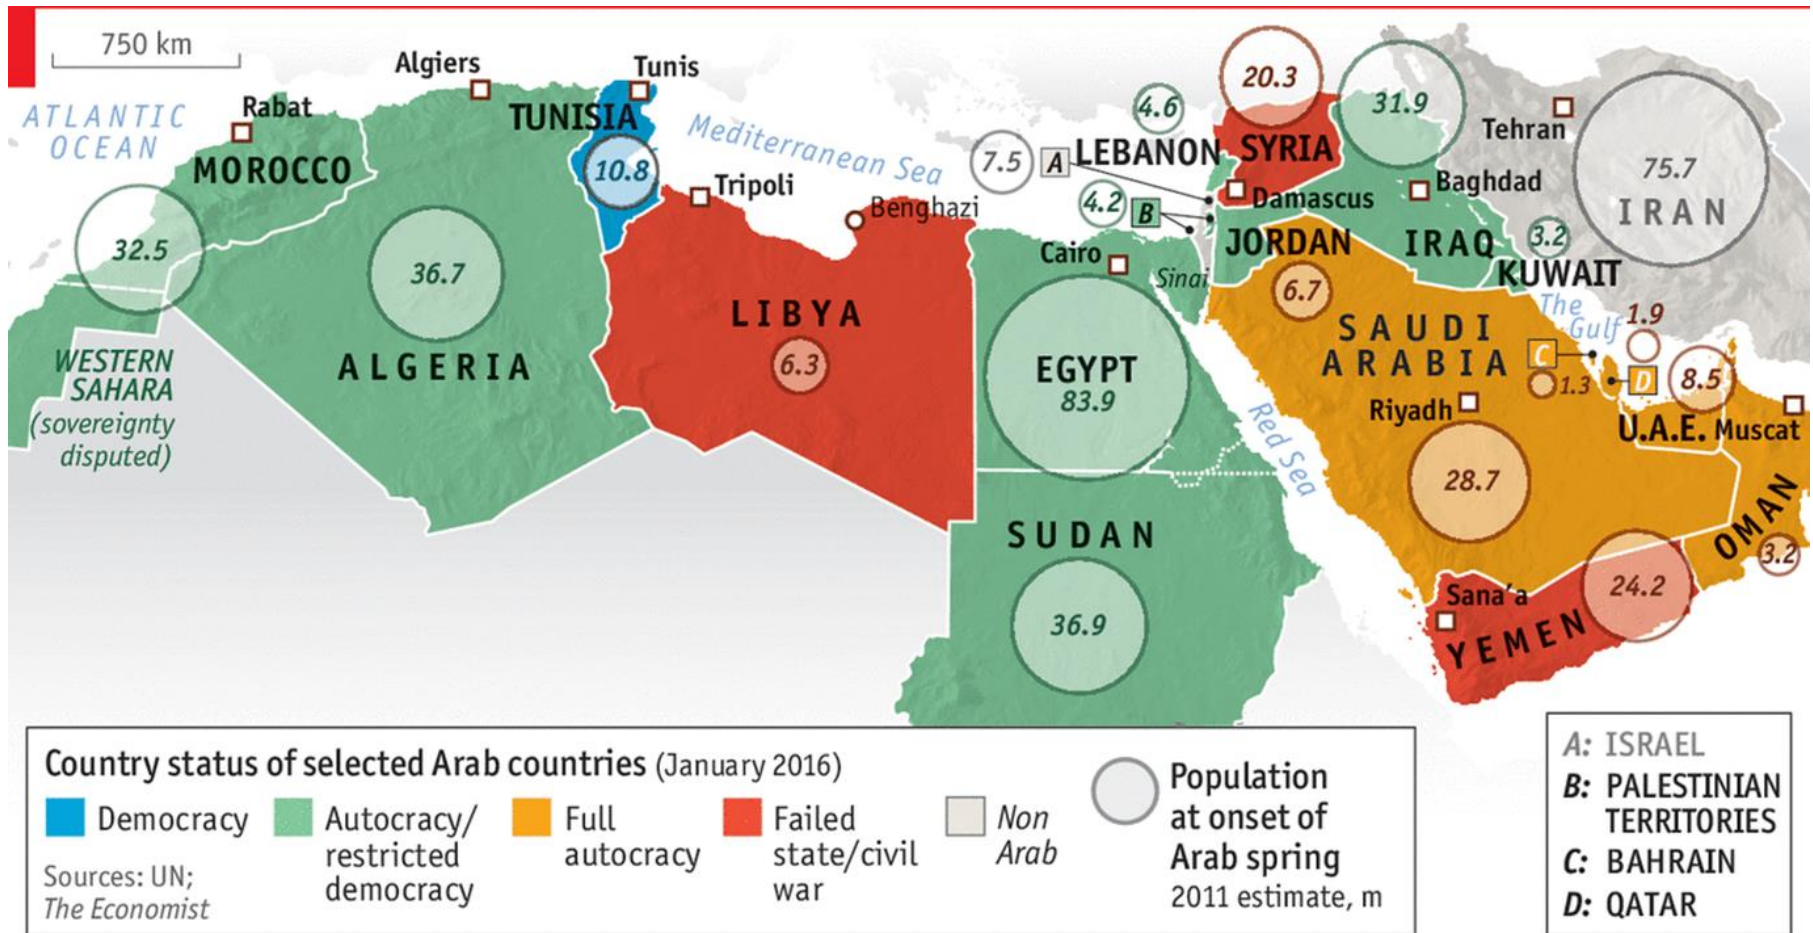 750 km
Algiers
Tunis
Rabat
ATLANTIC
OCEAN
TUNISIA
MOROCCO
10.8
Mediterranean Sea
Tripoli
Benghazi
32.5
36.7
ALGERIA
LIBYA
6.3
WESTERN
SAHARA
(sovereignty
disputed)
4.6
20.3
31.9
7.5
A
LEBANON
SYRIA
Damascus
4.2
B
Baghdad
Tehran
75.7
IRAN
Cairo
Sinai
JORDAN
6.7
IRAQ
3.2
KUWAIT
The
Gulf
1.9
EGYPT
83.9
SAUDI
ARABIA
C
1.3
D
8.5
Riyadh
U.A.E.
Muscat
Red Sea
28.7
OMAN
3.2
SUDAN
36.9
Sana'a
YEMEN
24.2
Country status of selected Arab countries (January 2016)
Democracy
Autocracy/
restricted
democracy
Full
autocracy
Failed
state/civil
war
Non
Arab
Population
at onset of
Arab spring
2011 estimate, m
Sources: UN;
The Economist
A: ISRAEL
B: PALESTINIAN
TERRITORIES
C: BAHRAIN
D: QATAR